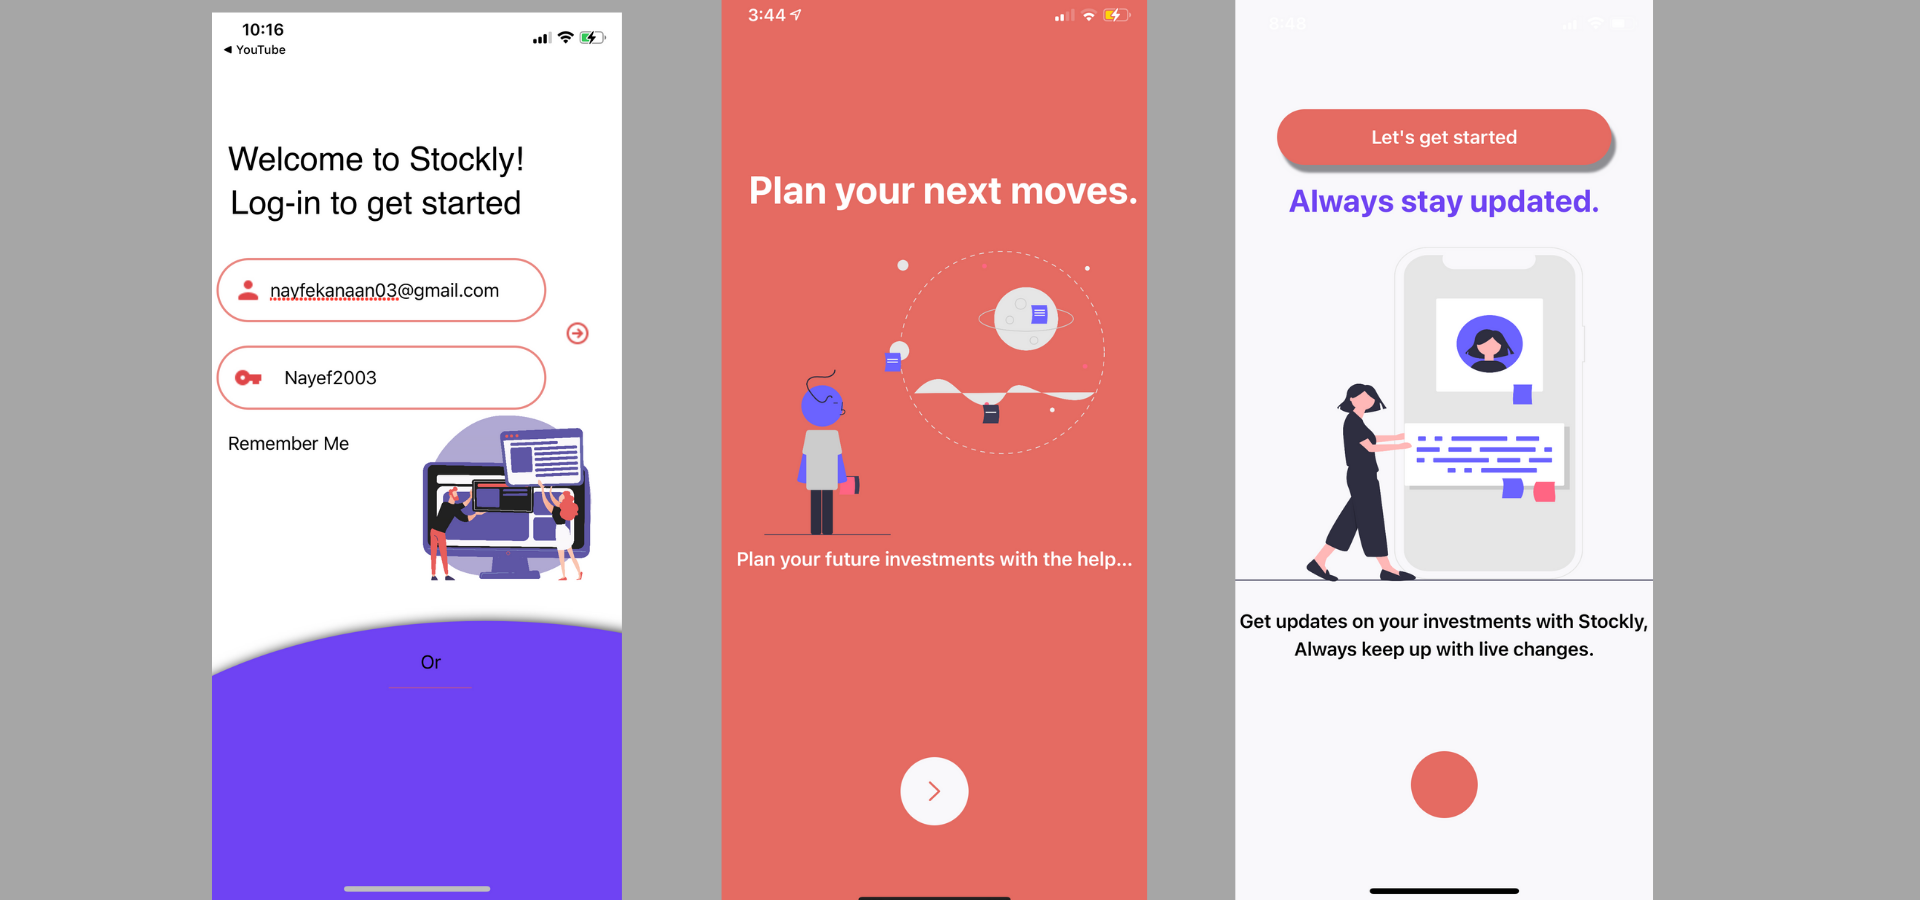 10:16
◀ YouTube
Welcome to Stockly!
Log-in to get started
nayfekanaan03@gmail.com
Nayef2003
Remember Me
Or
3:44
Plan your next moves.
Plan your future investments with the help...
8:48
Let's get started
Always stay updated.
Get updates on your investments with Stockly,
Always keep up with live changes.